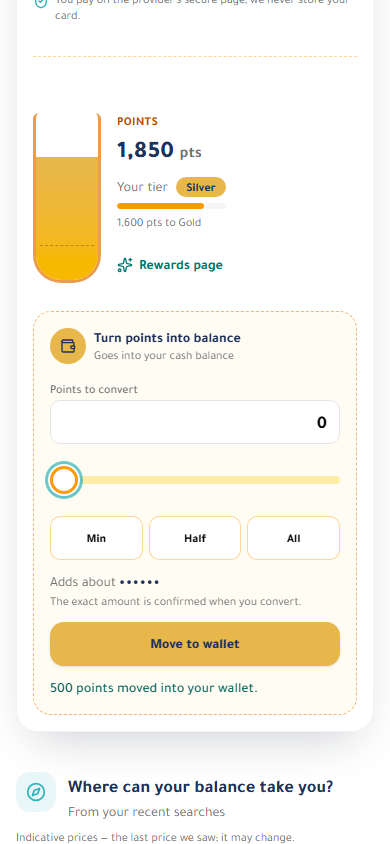 You pay on the provider's secure page, we never store your
card.
POINTS
1,850 pts
Your tier Silver
1,600 pts to Gold
Rewards page
Turn points into balance
Goes into your cash balance
Points to convert
0
Min Half All
Adds about ••••••
The exact amount is confirmed when you convert.
Move to wallet
500 points moved into your wallet.
Where can your balance take you?
From your recent searches
Indicative prices — the last price we saw; it may change.